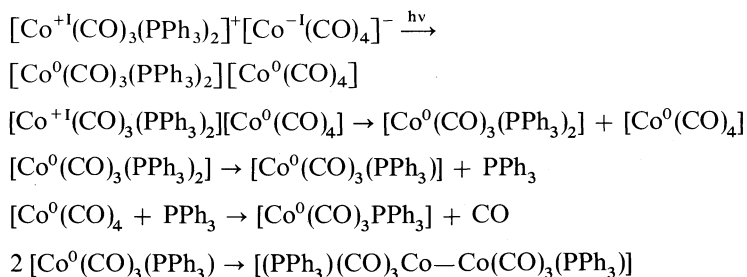 [Co⁺ᴵ(CO)₃(PPh₃)₂]⁺[Co⁻ᴵ(CO)₄]⁻ —hν→
[Co⁰(CO)₃(PPh₃)₂][Co⁰(CO)₄]
[Co⁺ᴵ(CO)₃(PPh₃)₂][Co⁰(CO)₄] → [Co⁰(CO)₃(PPh₃)₂] + [Co⁰(CO)₄]
[Co⁰(CO)₃(PPh₃)₂] → [Co⁰(CO)₃(PPh₃)] + PPh₃
[Co⁰(CO)₄ + PPh₃ → [Co⁰(CO)₃PPh₃] + CO
2 [Co⁰(CO)₃(PPh₃) → [(PPh₃)(CO)₃Co—Co(CO)₃(PPh₃)]